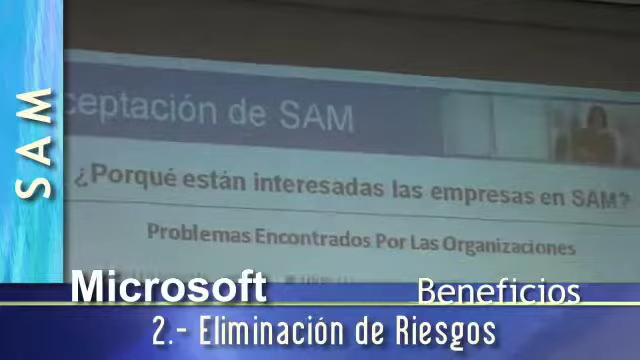 SAM
ceptación de SAM
¿Porqué están interesadas las empresas en SAM?
Problemas Encontrados Por Las Organizaciones
Microsoft
Beneficios
2.- Eliminación de Riesgos